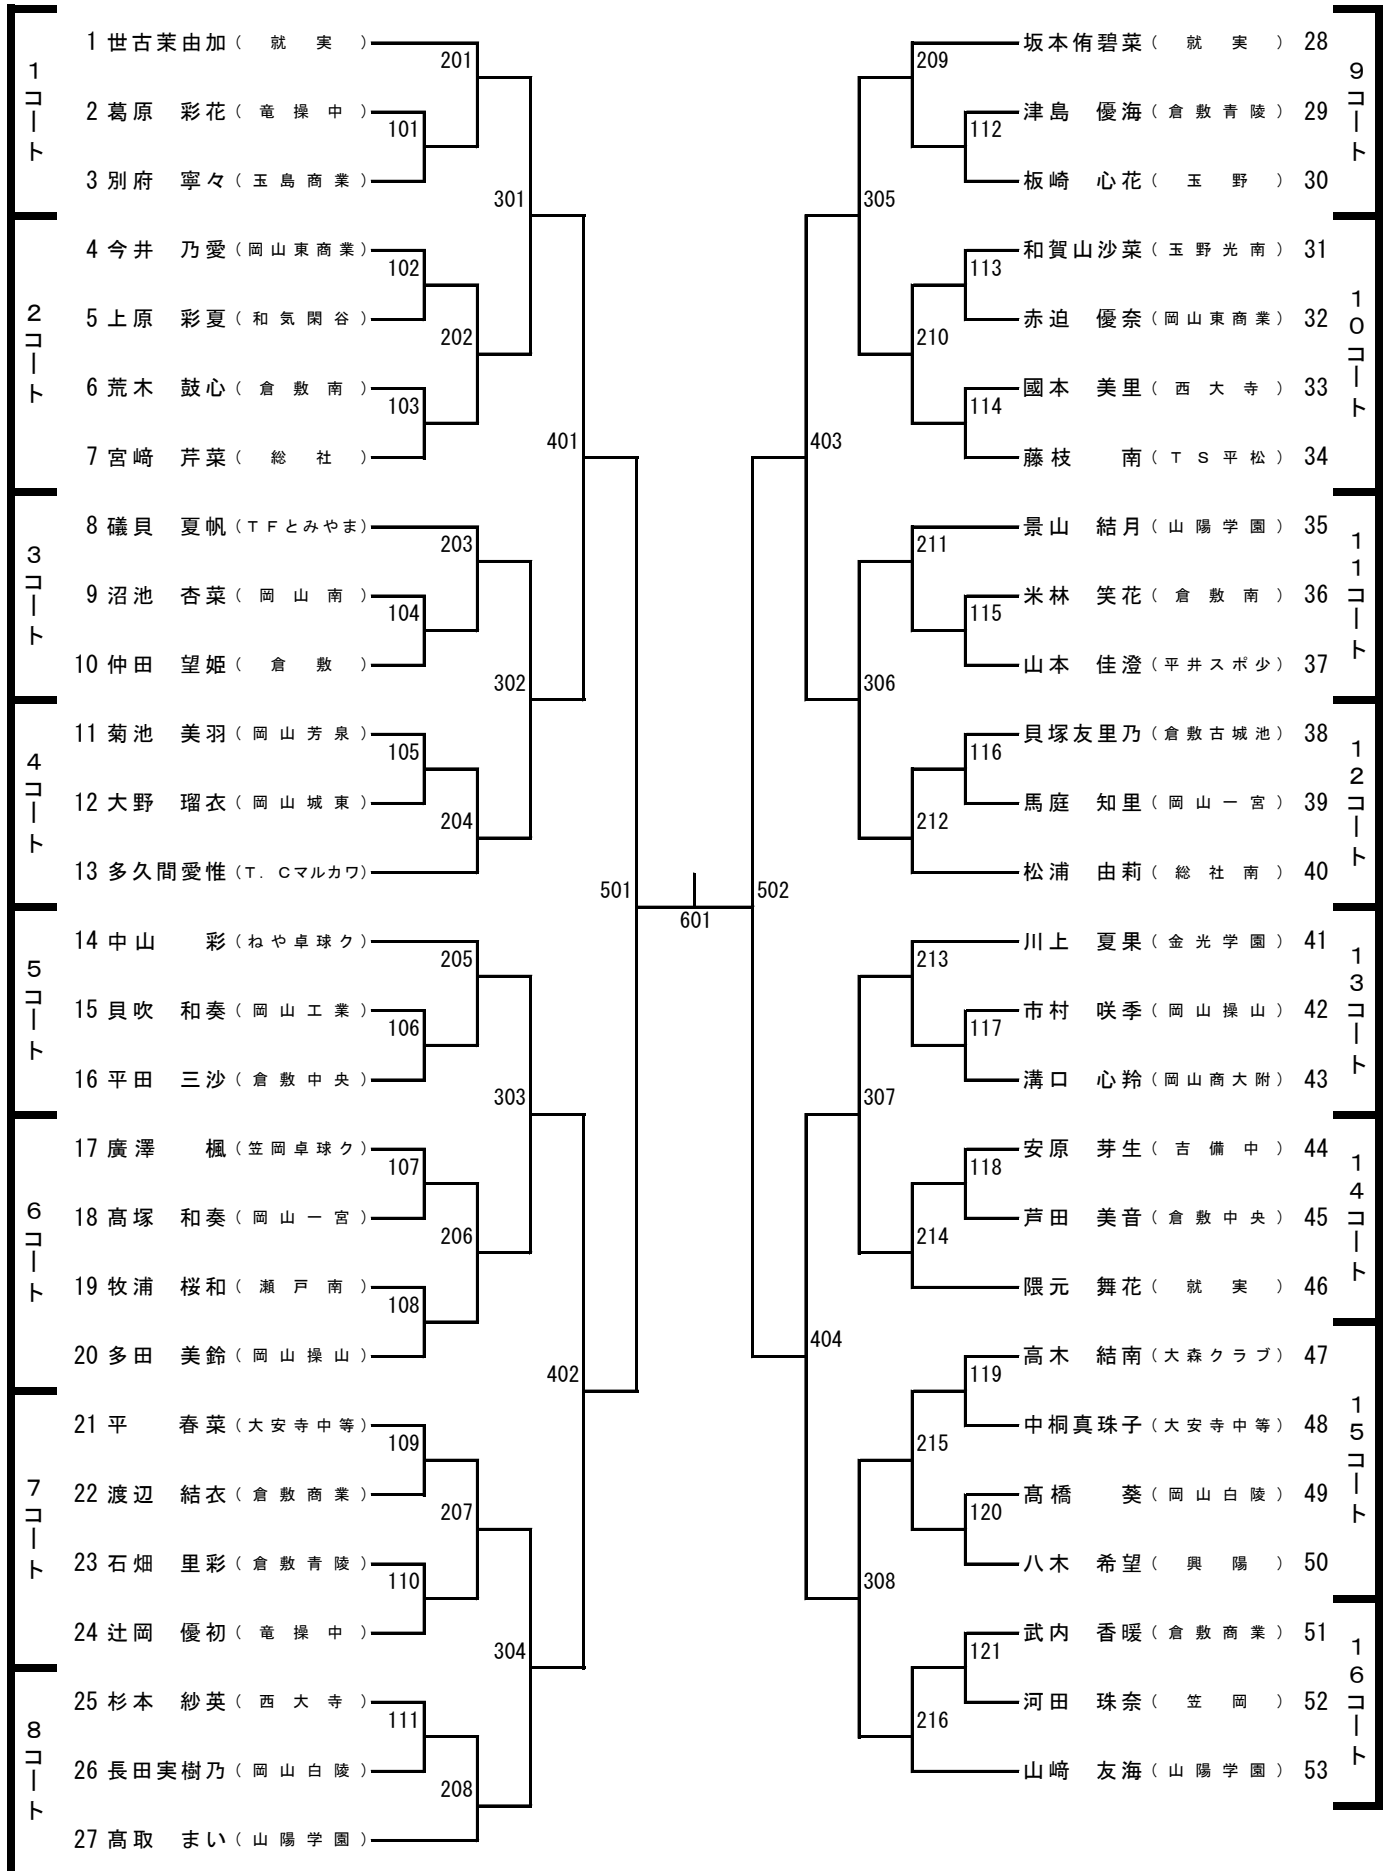 1コート
1 世古茉由加 （ 就 実 ）
201
2 葛原 彩花 （ 竜 操 中 ）
101
3 別府 寧々 （ 玉 島 商 業 ）
301
2コート
4 今井 乃愛 （ 岡 山 東 商 業 ）
102
5 上原 彩夏 （ 和 気 閑 谷 ）
202
6 荒木 鼓心 （ 倉 敷 南 ）
103
7 宮﨑 芹菜 （ 総 社 ）
401
3コート
8 礒貝 夏帆 （ＴＦとみやま）
203
9 沼池 杏菜 （ 岡 山 南 ）
104
10 仲田 望姫 （ 倉 敷 ）
302
4コート
11 菊池 美羽 （ 岡 山 芳 泉 ）
105
12 大野 瑠衣 （ 岡 山 城 東 ）
204
13 多久間愛惟 （T．Cマルカワ）
501
5コート
14 中山 彩 （ねや卓球ク）
205
15 貝吹 和奏 （ 岡 山 工 業 ）
106
16 平田 三沙 （ 倉 敷 中 央 ）
303
6コート
17 廣澤 楓 （笠岡卓球ク）
107
18 髙塚 和奏 （ 岡 山 一 宮 ）
206
19 牧浦 桜和 （ 瀬 戸 南 ）
108
20 多田 美鈴 （ 岡 山 操 山 ）
402
7コート
21 平 春菜 （大安寺中等）
109
22 渡辺 結衣 （ 倉 敷 商 業 ）
207
23 石畑 里彩 （ 倉 敷 青 陵 ）
110
24 辻岡 優初 （ 竜 操 中 ）
304
8コート
25 杉本 紗英 （ 西 大 寺 ）
111
26 長田実樹乃 （ 岡 山 白 陵 ）
208
27 髙取 まい （ 山 陽 学 園 ）
601
9コート
坂本侑碧菜 （ 就 実 ） 28
209
津島 優海 （ 倉 敷 青 陵 ） 29
112
板崎 心花 （ 玉 野 ） 30
305
10コート
和賀山沙菜 （ 玉 野 光 南 ） 31
113
赤迫 優奈 （岡山東商業） 32
210
國本 美里 （ 西 大 寺 ） 33
114
藤枝 南 （ Ｔ Ｓ 平 松 ） 34
403
11コート
景山 結月 （ 山 陽 学 園 ） 35
211
米林 笑花 （ 倉 敷 南 ） 36
115
山本 佳澄 （平井スポ少） 37
306
12コート
貝塚友里乃 （倉敷古城池） 38
116
馬庭 知里 （ 岡 山 一 宮 ） 39
212
松浦 由莉 （ 総 社 南 ） 40
502
13コート
川上 夏果 （ 金 光 学 園 ） 41
213
市村 咲季 （ 岡 山 操 山 ） 42
117
溝口 心羚 （岡山商大附） 43
307
14コート
安原 芽生 （ 吉 備 中 ） 44
118
芦田 美音 （ 倉 敷 中 央 ） 45
214
隈元 舞花 （ 就 実 ） 46
404
15コート
高木 結南 （大森クラブ） 47
119
中桐真珠子 （大安寺中等） 48
215
髙橋 葵 （ 岡 山 白 陵 ） 49
120
八木 希望 （ 興 陽 ） 50
308
16コート
武内 香暖 （ 倉 敷 商 業 ） 51
121
河田 珠奈 （ 笠 岡 ） 52
216
山﨑 友海 （ 山 陽 学 園 ） 53